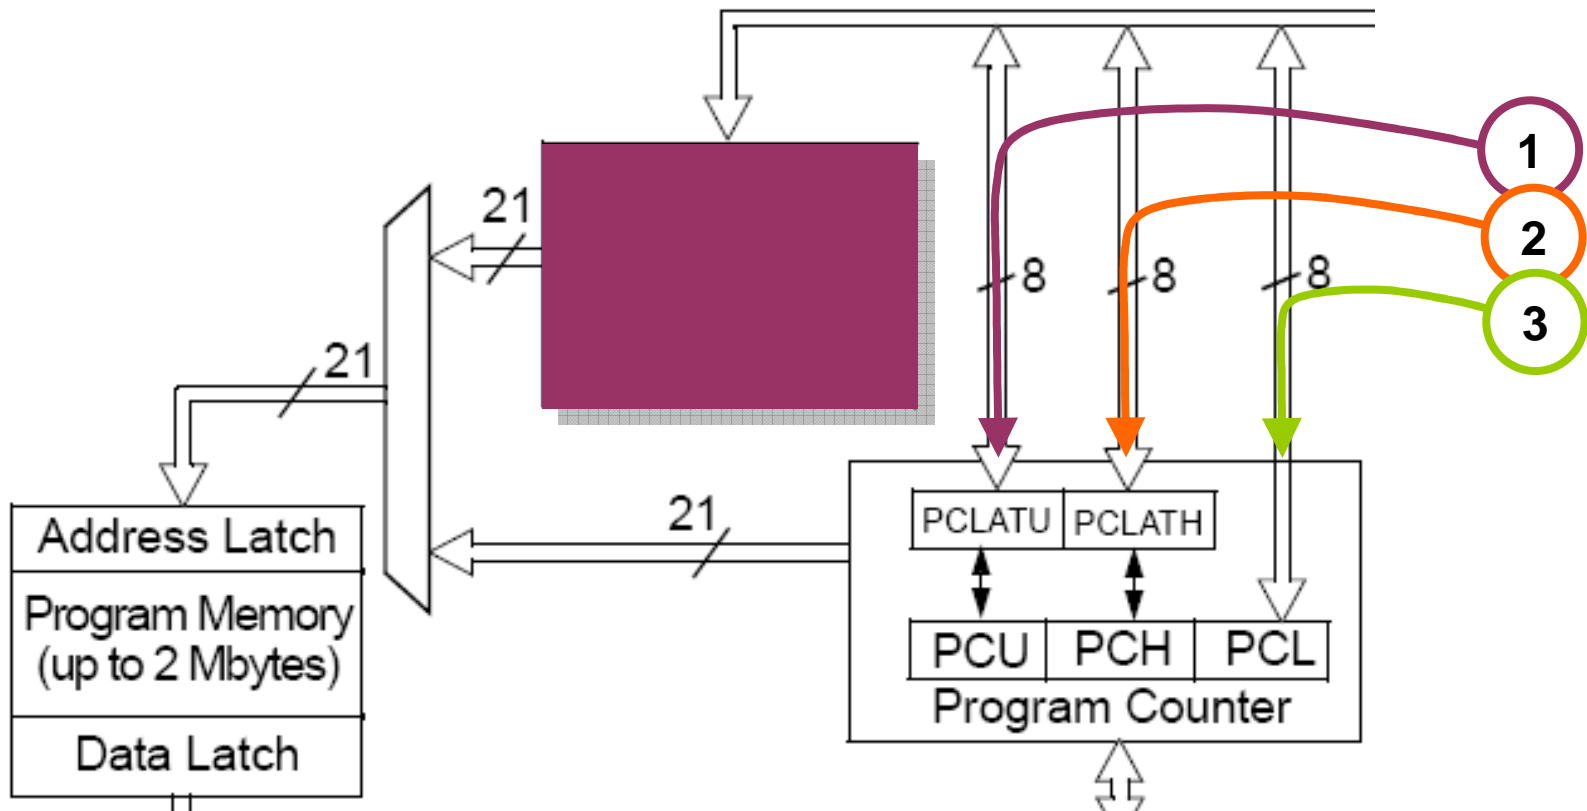 1
21
2
8
8
8
3
21
21
PCLATU
PCLATH
Address Latch
Program Memory
(up to 2 Mbytes)
PCU
PCH
PCL
Program Counter
Data Latch